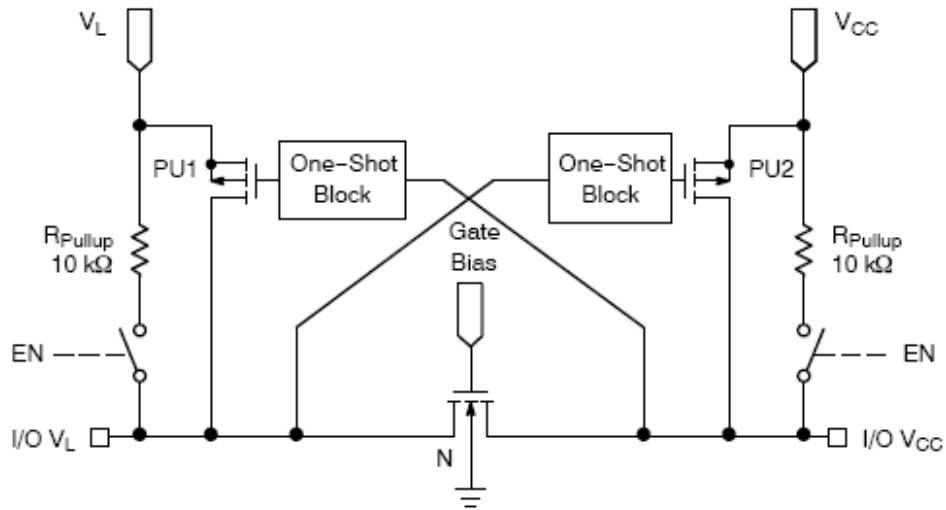 V_L
V_CC
PU1
One-Shot
Block
One-Shot
Block
PU2
R_Pullup
10 kΩ
Gate
Bias
R_Pullup
10 kΩ
EN
EN
I/O V_L
N
I/O V_CC